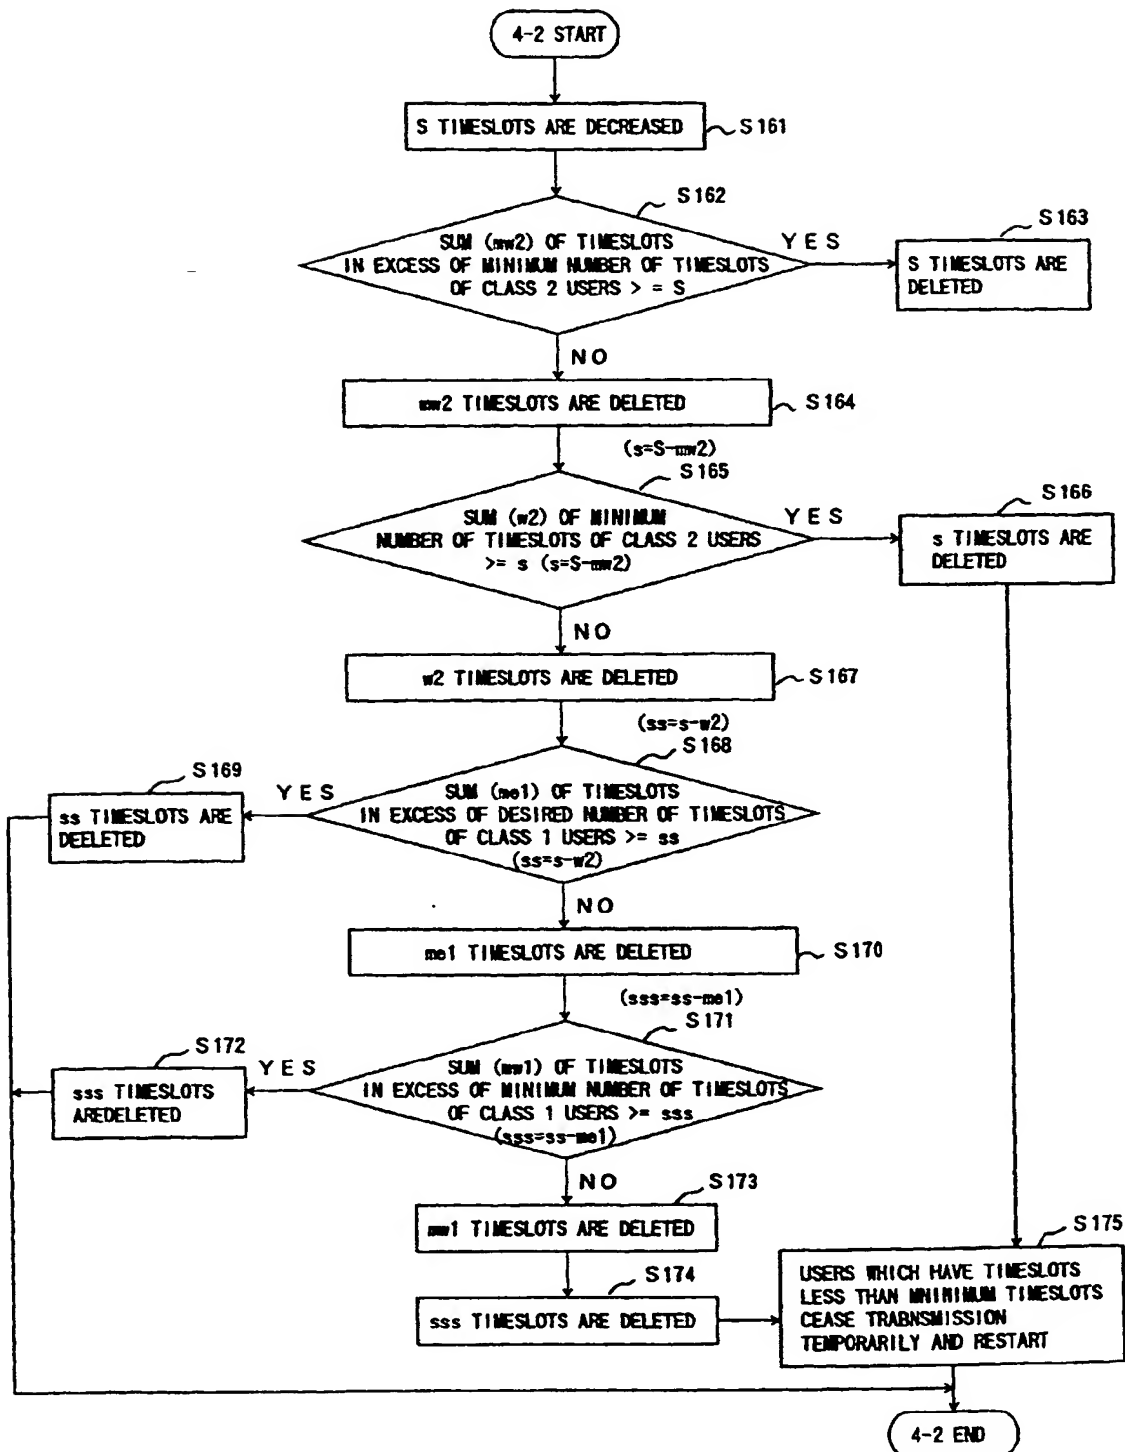 4-2 START
S TIMESLOTS ARE DECREASED
S161
S162
SUM (mw2) OF TIMESLOTS
IN EXCESS OF MINIMUM NUMBER OF TIMESLOTS
OF CLASS 2 USERS > = S
YES
S163
S TIMESLOTS ARE
DELETED
NO
mw2 TIMESLOTS ARE DELETED
S164
(s=S-mw2)
S165
SUM (w2) OF MINIMUM
NUMBER OF TIMESLOTS OF CLASS 2 USERS
>= s (s=S-mw2)
YES
S166
s TIMESLOTS ARE
DELETED
NO
w2 TIMESLOTS ARE DELETED
S167
(ss=s-w2)
S168
SUM (me1) OF TIMESLOTS
IN EXCESS OF DESIRED NUMBER OF TIMESLOTS
OF CLASS 1 USERS >= ss
(ss=s-w2)
YES
S169
ss TIMESLOTS ARE
DEELETED
NO
me1 TIMESLOTS ARE DELETED
S170
(sss=ss-me1)
S171
SUM (mw1) OF TIMESLOTS
IN EXCESS OF MINIMUM NUMBER OF TIMESLOTS
OF CLASS 1 USERS >= sss
(sss=ss-me1)
YES
S172
sss TIMESLOTS
AREDELETED
NO
S173
mw1 TIMESLOTS ARE DELETED
S174
sss TIMESLOTS ARE DELETED
S175
USERS WHICH HAVE TIMESLOTS
LESS THAN MNINIMUM TIMESLOTS
CEASE TRABNSMISSION
TEMPORARILY AND RESTART
4-2 END